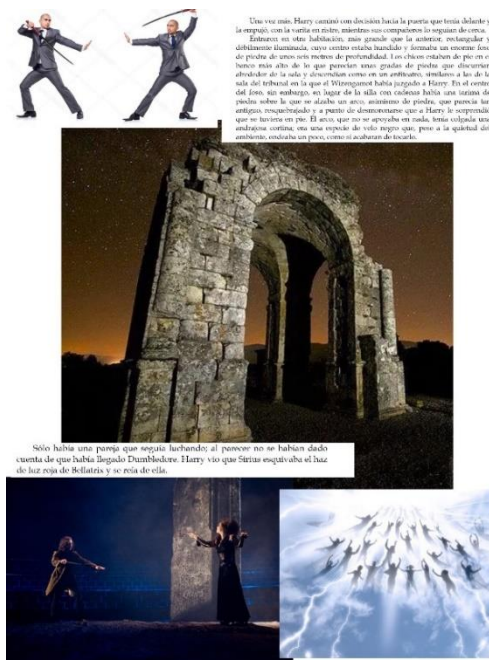 Una vez más, Harry caminó con decisión hacia la puerta que tenía delante y
la empujó, con la varita en ristre, mientras sus compañeros lo seguían de cerca.
Entraron en otra habitación, más grande que la anterior, rectangular y
débilmente iluminada, cuyo centro estaba hundido y formaba un enorme foso
de piedra de unos seis metros de profundidad. Los chicos estaban de pie en el
banco más alto de lo que parecían unas gradas de piedra que discurrían
alrededor de la sala y descendían como en un anfiteatro, similares a las de la
sala del tribunal en la que el Wizengamot había juzgado a Harry. En el centro
del foso, sin embargo, en lugar de la silla con cadenas había una tarima de
piedra sobre la que se alzaba un arco, asimismo de piedra, que parecía tan
antiguo, resquebrajado y a punto de desmoronarse que a Harry le sorprendió
que se tuviera en pie. El arco, que no se apoyaba en nada, tenía colgada una
andrajosa cortina; era una especie de velo negro que, pese a la quietud del
ambiente, ondeaba un poco, como si acabaran de tocarlo.
Sólo había una pareja que seguía luchando; al parecer no se habían dado
cuenta de que había llegado Dumbledore. Harry vio que Sirius esquivaba el haz
de luz roja de Bellatrix y se reía de ella.